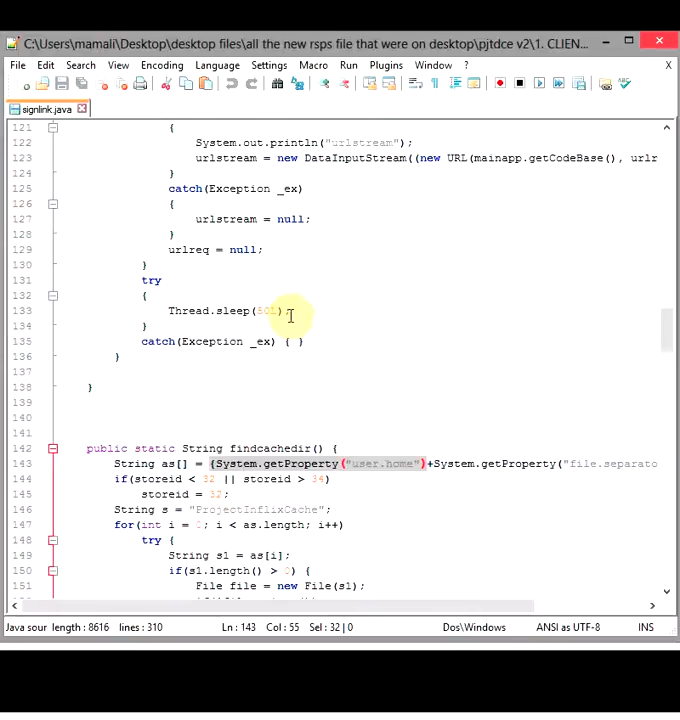 C:\Users\mamali\Desktop\desktop files\all the new rsps file that were on desktop\pjtdce v2\1. CLIEN...
File Edit Search View Encoding Language Settings Macro Run Plugins Window ? X
signlink.java
121 {
122 System.out.println("urlstream");
123 urlstream = new DataInputStream((new URL(mainapp.getCodeBase(), urlr
124 }
125 catch(Exception _ex)
126 {
127 urlstream = null;
128 }
129 urlreq = null;
130 }
131 try
132 {
133 Thread.sleep(50L);
134 }
135 catch(Exception _ex) { }
136 }
137
138 }
139
140
141
142 public static String findcachedir() {
143 String as[] = {System.getProperty("user.home")+System.getProperty("file.separato
144 if(storeid < 32 || storeid > 34)
145 storeid = 32;
146 String s = "ProjectInflixCache";
147 for(int i = 0; i < as.length; i++)
148 try {
149 String s1 = as[i];
150 if(s1.length() > 0) {
151 File file = new File(s1);
Java sour length : 8616 lines : 310 Ln : 143 Col : 55 Sel : 32 | 0 Dos\Windows ANSI as UTF-8 INS